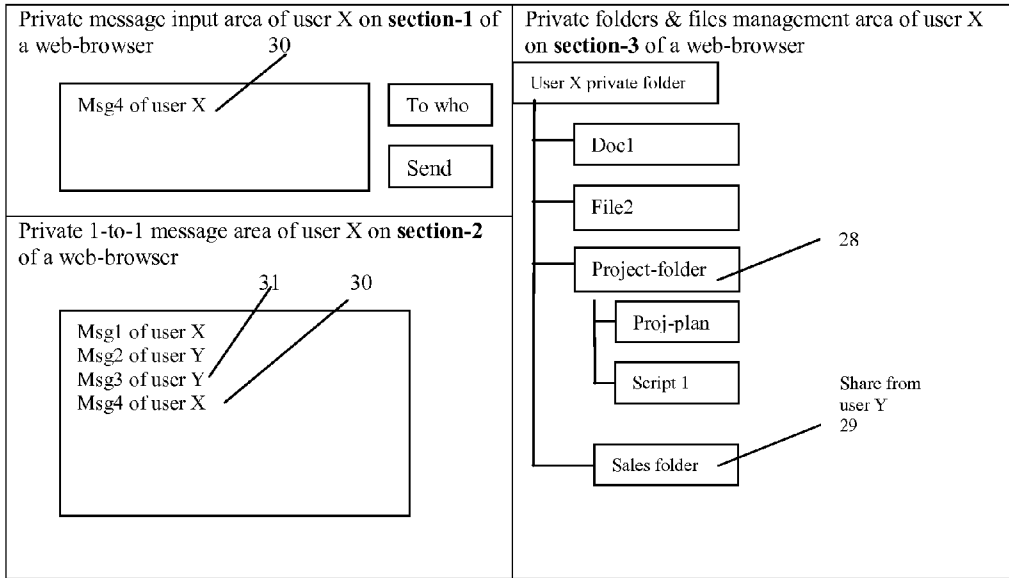 Private message input area of user X on section-1 of
a web-browser
30
Msg4 of user X
To who
Send
Private 1-to-1 message area of user X on section-2
of a web-browser
31
30
Msg1 of user X
Msg2 of user Y
Msg3 of user Y
Msg4 of user X
Private folders & files management area of user X
on section-3 of a web-browser
User X private folder
Doc1
File2
28
Project-folder
Proj-plan
Script 1
Share from
user Y
29
Sales folder